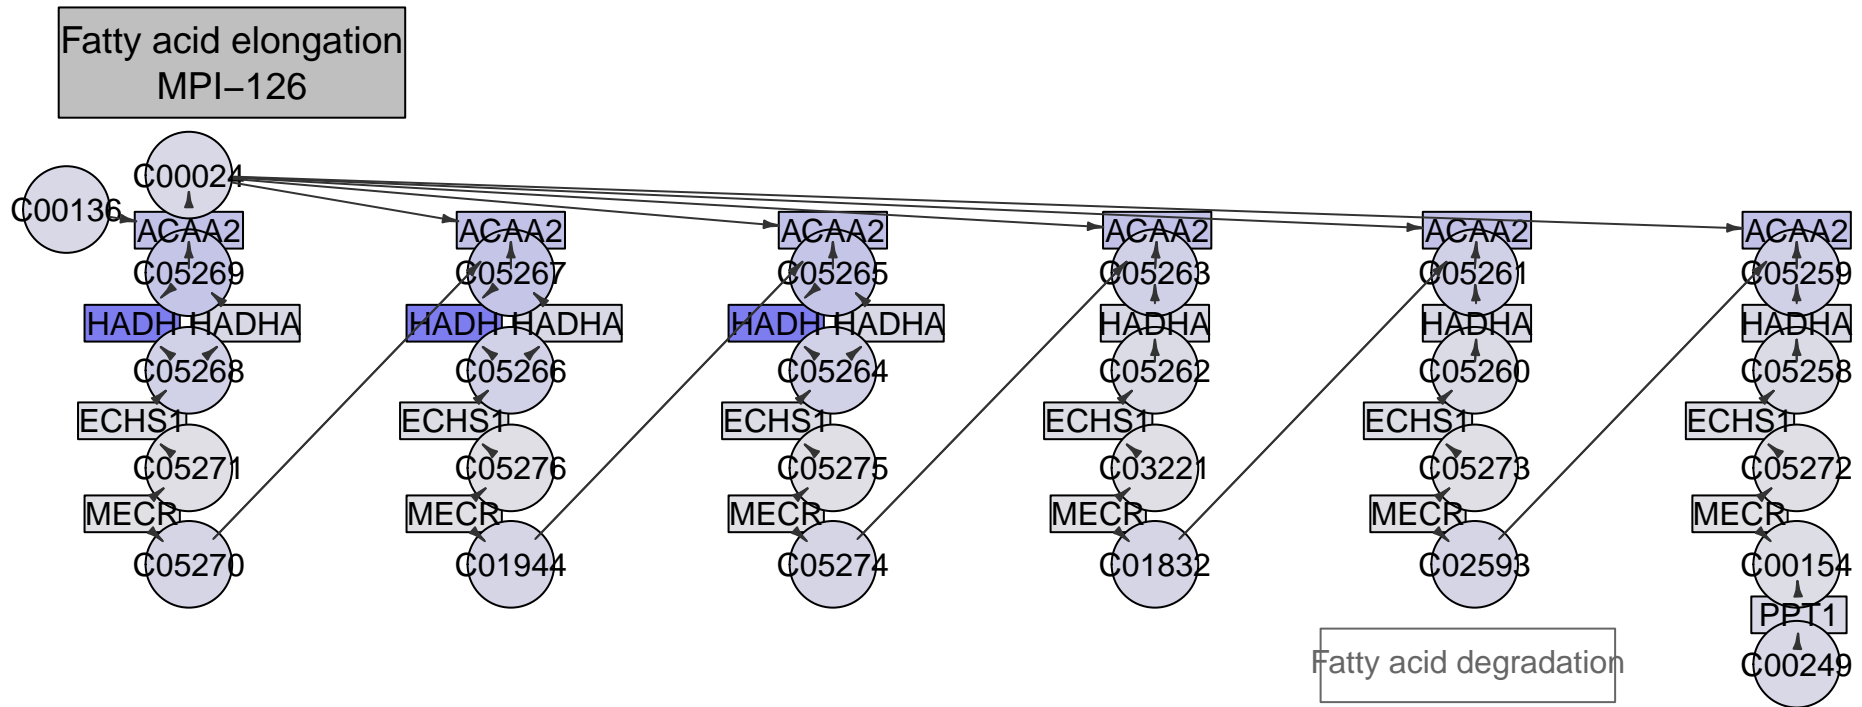 Fatty acid elongation
MPI−126
C00024
C00136
ACAA2 ACAA2 ACAA2 ACAA2 ACAA2 ACAA2
C05269 C05267 C05265 C05263 C05261 C05259
HADH HADHA HADH HADHA HADH HADHA HADHA HADHA HADHA
C05268 C05266 C05264 C05262 C05260 C05258
ECHS1 ECHS1 ECHS1 ECHS1 ECHS1 ECHS1
C05271 C05276 C05275 C03221 C05273 C05272
MECR MECR MECR MECR MECR MECR
C05270 C01944 C05274 C01832 C02593 C00154
PPT1
Fatty acid degradation C00249